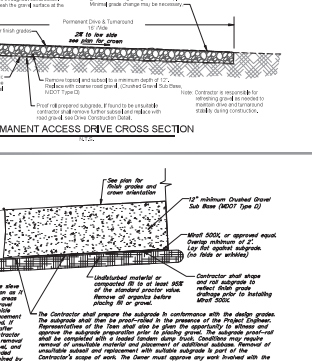 esh the gravel surface at the
Minimal grade change may be necessary.
Permanent Drive & Turnaround
16' Wide
2% to low side
see plan for crown
finish grades
Remove topsoil and subsoil to a minimum depth of 12".
Replace with coarse road gravel. (Crushed Gravel Sub Base,
MDOT Type D)
Proof roll prepared subgrade. If found to be unsuitable
contractor shall remove further subsoil and replace with
road gravel, see Drive Construction Detail.
Note: Contractor is responsible for
refreshing gravel as needed to
maintain drive and turnaround
stability during construction.
MANENT ACCESS DRIVE CROSS SECTION
N.T.S.
See plan for
finish grades and
crown orientation
12" minimum Crushed Gravel
Sub Base (MDOT Type D)
Mirafi 500X, or approved equal.
Overlap minimum of 2'.
Lay flat against subgrade.
(no folds or wrinkles)
Undisturbed material or
compacted fill to at least 95%
of the standard proctor value.
Remove all organics before
placing fill or gravel.
Contractor shall shape
and roll subgrade to
reflect finish grade
drainage prior to installing
Mirafi 500X.
The Contractor shall prepare the subgrade in conformance with the design grades.
The subgrade shall then be proof-rolled in the presence of the Project Engineer.
Representatives of the Town shall also be given the opportunity to witness and
approve the subgrade preparation prior to placing gravel. The subgrade proof-roll
shall be completed with a loaded tandem dump truck. Conditions may require
removal of unsuitable material and placement of additional subbase. Removal of
unsuitable subsoil and replacement with suitable subgrade is part of the
Contractor's scope of work. The Owner must approve any work involved with